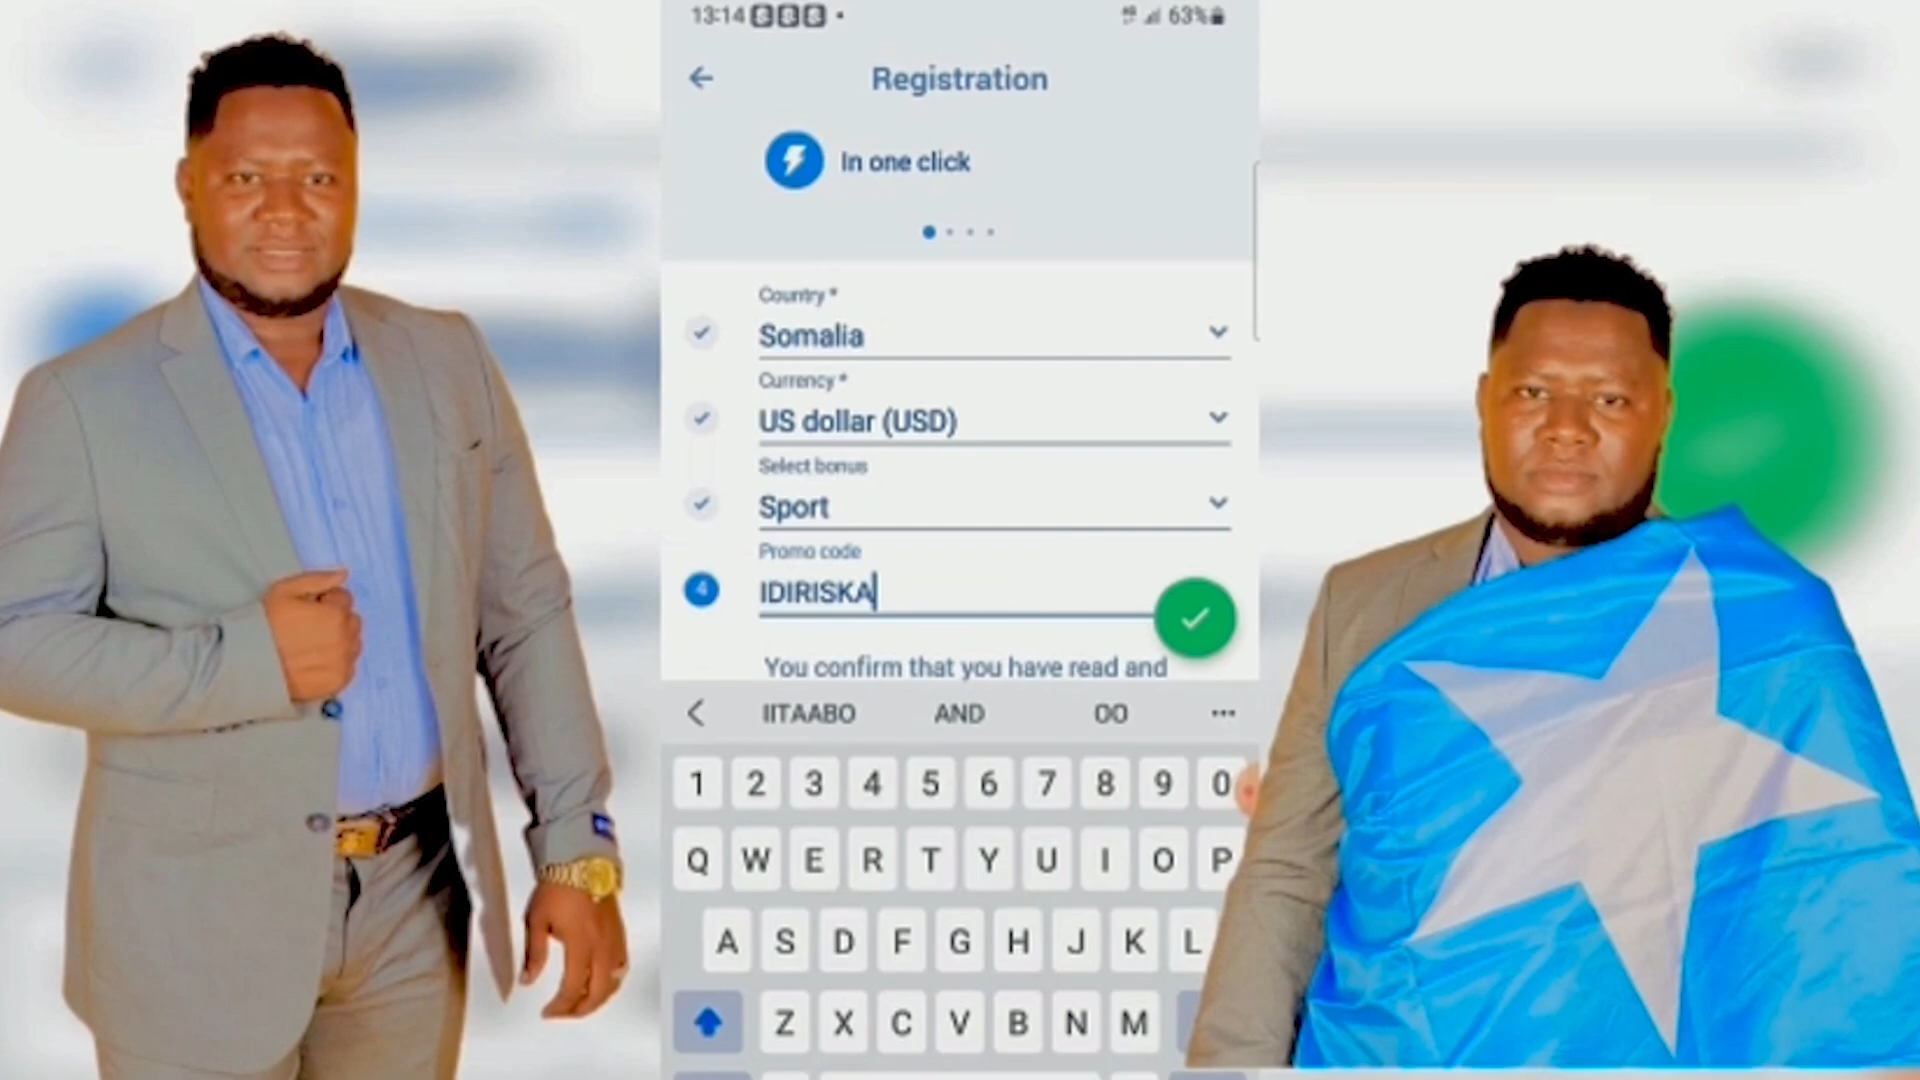 13:14
63%
Registration
In one click
Country *
Somalia
Currency *
US dollar (USD)
Select bonus
Sport
Promo code
4
IDIRISKA
You confirm that you have read and
IITAABO AND OO
1 2 3 4 5 6 7 8 9 0
Q W E R T Y U I O P
A S D F G H J K L
Z X C V B N M